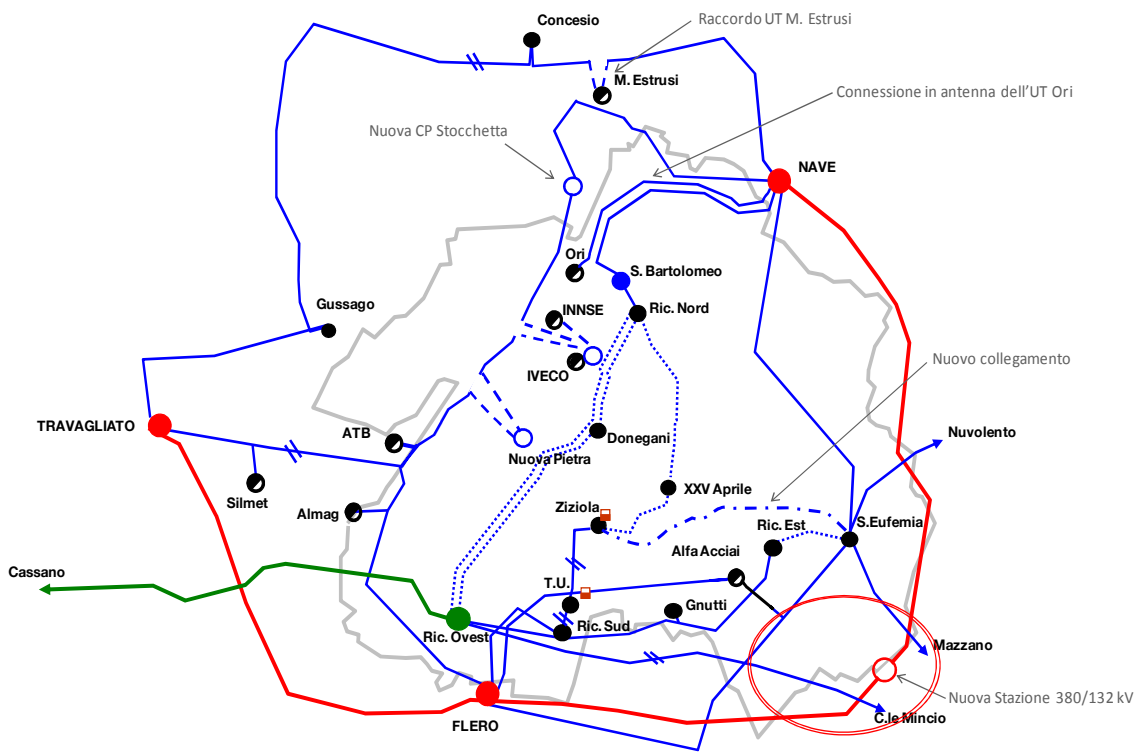 Concesio
Raccordo UT M. Estrusi
M. Estrusi
Connessione in antenna dell'UT Ori
Nuova CP Stocchetta
NAVE
Ori
S. Bartolomeo
Gussago
INNSE
Ric. Nord
Nuovo collegamento
IVECO
TRAVAGLIATO
ATB
Donegani
Nuvolento
Nuova Pietra
Silmet
XXV Aprile
Almag
Ziziola
Ric. Est
S.Eufemia
Alfa Acciai
Cassano
T.U.
Gnutti
Ric. Ovest
Ric. Sud
Mazzano
Nuova Stazione 380/132 kV
FLERO
C.le Mincio